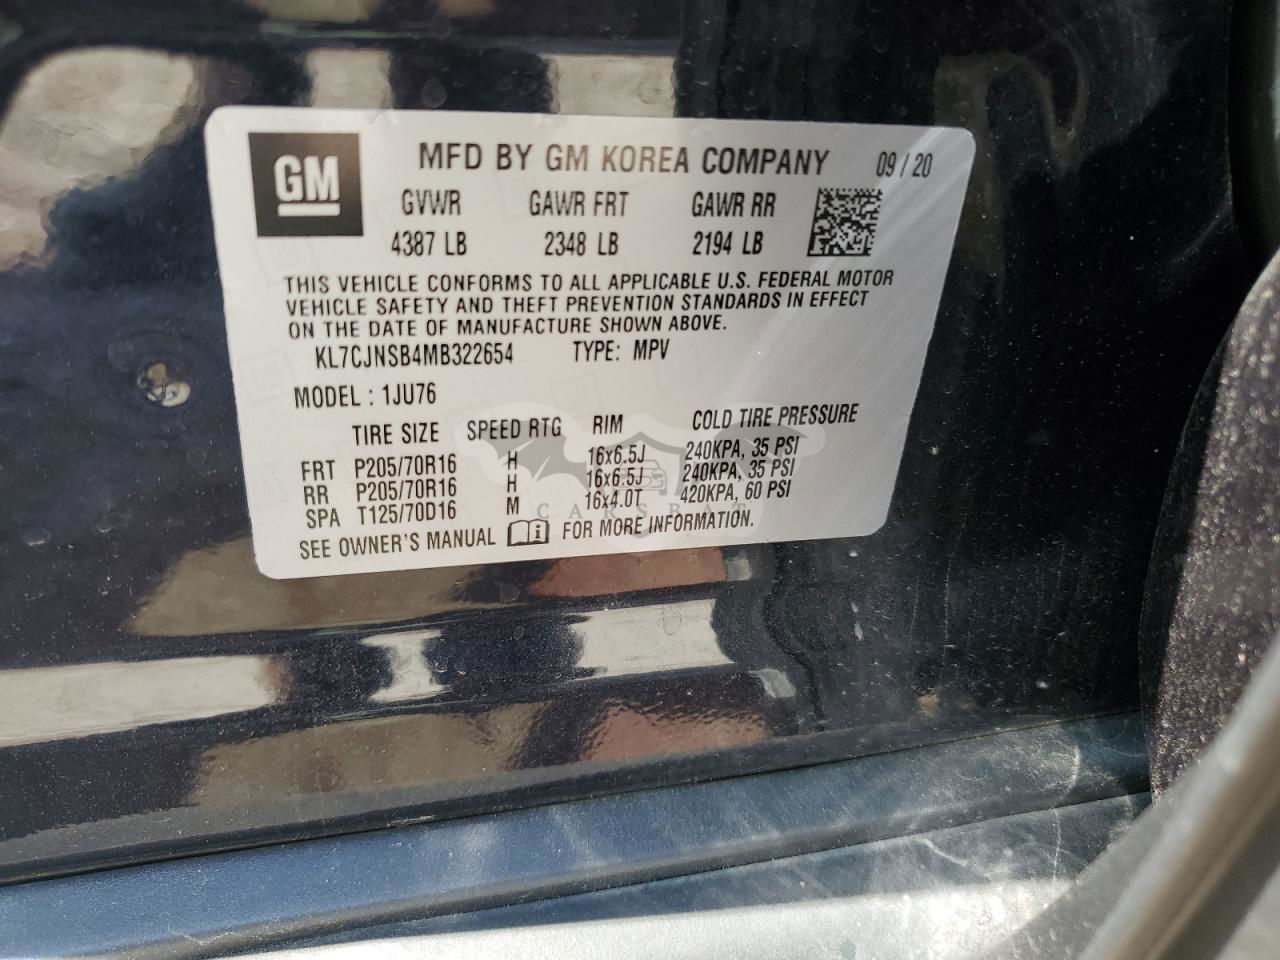 GM
MFD BY GM KOREA COMPANY 09 / 20
GVWR GAWR FRT GAWR RR
4387 LB 2348 LB 2194 LB
THIS VEHICLE CONFORMS TO ALL APPLICABLE U.S. FEDERAL MOTOR
VEHICLE SAFETY AND THEFT PREVENTION STANDARDS IN EFFECT
ON THE DATE OF MANUFACTURE SHOWN ABOVE.
KL7CJNSB4MB322654 TYPE: MPV
MODEL : 1JU76
TIRE SIZE SPEED RTG RIM COLD TIRE PRESSURE
FRT P205/70R16 H 16x6.5J 240KPA, 35 PSI
RR P205/70R16 H 16x6.5J 240KPA, 35 PSI
SPA T125/70D16 M 16x4.0T 420KPA, 60 PSI
CARSBAT
SEE OWNER'S MANUAL FOR MORE INFORMATION.